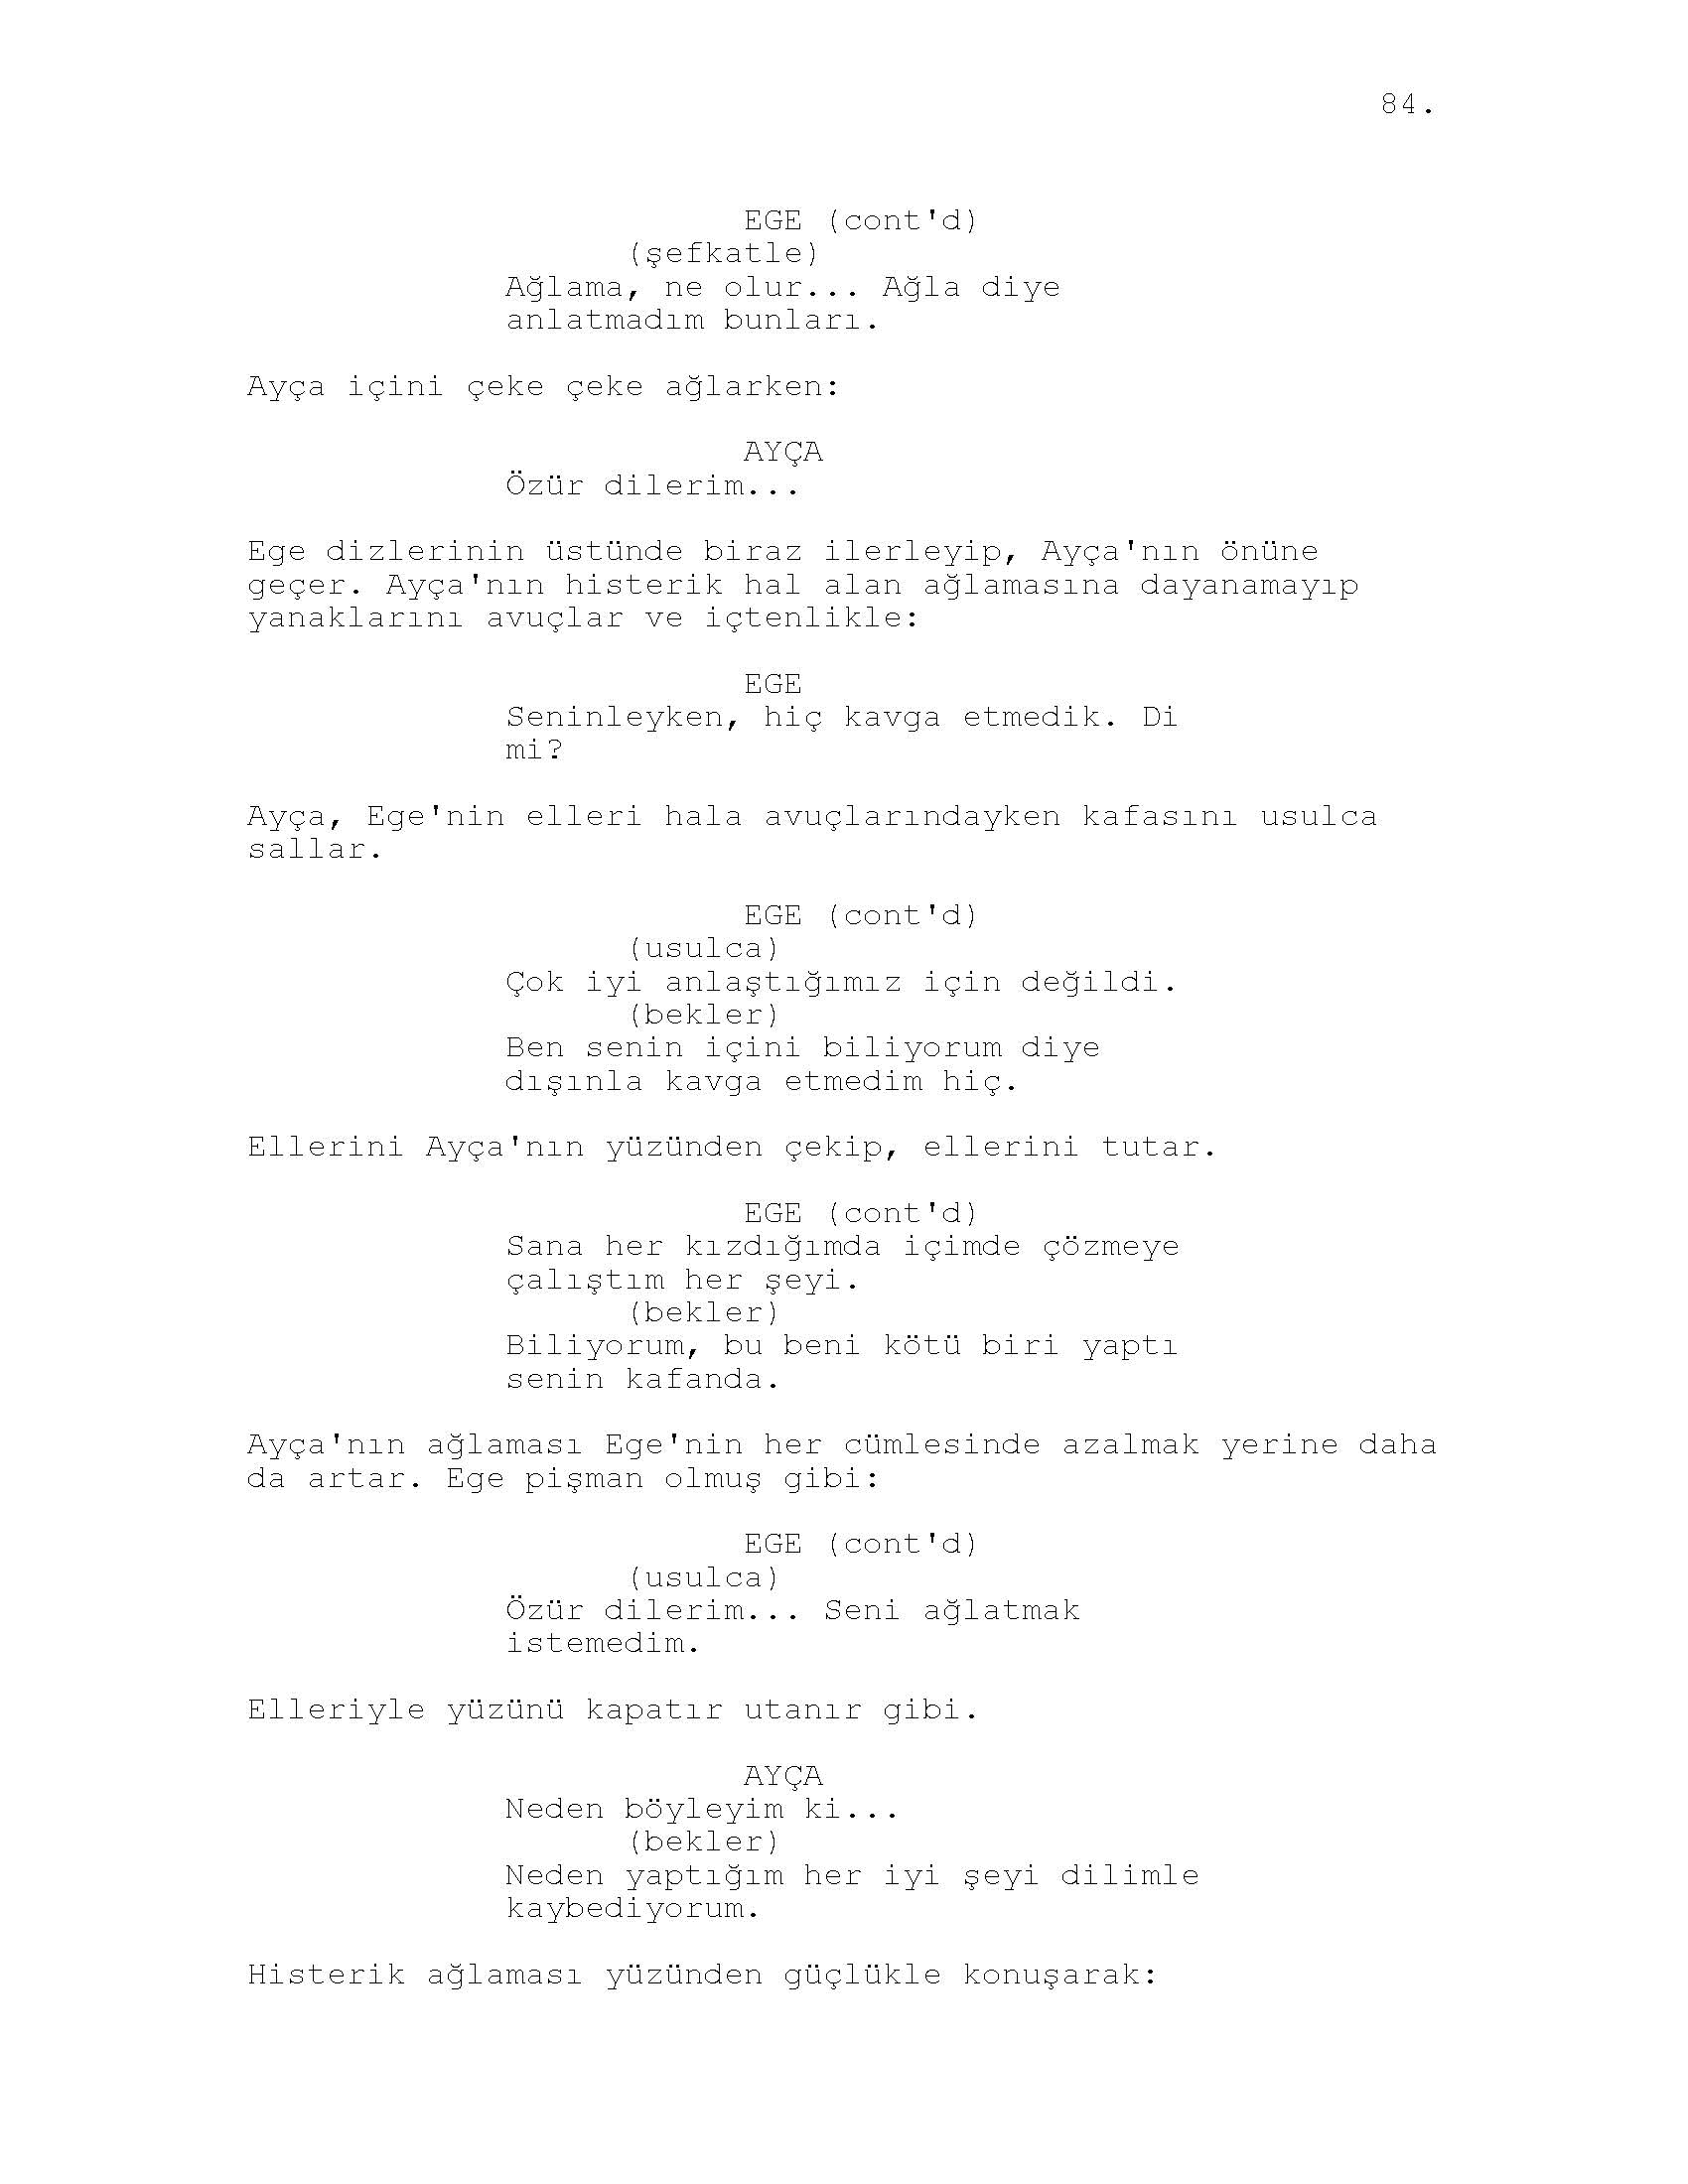 84.
EGE (cont'd)
(şefkatle)
Ağlama, ne olur... Ağla diye
anlatmadım bunları.
Ayça içini çeke çeke ağlarken:
AYÇA
Özür dilerim...
Ege dizlerinin üstünde biraz ilerleyip, Ayça'nın önüne
geçer. Ayça'nın histerik hal alan ağlamasına dayanamayıp
yanaklarını avuçlar ve içtenlikle:
EGE
Seninleyken, hiç kavga etmedik. Di
mi?
Ayça, Ege'nin elleri hala avuçlarındayken kafasını usulca
sallar.
EGE (cont'd)
(usulca)
Çok iyi anlaştığımız için değildi.
(bekler)
Ben senin içini biliyorum diye
dışınla kavga etmedim hiç.
Ellerini Ayça'nın yüzünden çekip, ellerini tutar.
EGE (cont'd)
Sana her kızdığımda içimde çözmeye
çalıştım her şeyi.
(bekler)
Biliyorum, bu beni kötü biri yaptı
senin kafanda.
Ayça'nın ağlaması Ege'nin her cümlesinde azalmak yerine daha
da artar. Ege pişman olmuş gibi:
EGE (cont'd)
(usulca)
Özür dilerim... Seni ağlatmak
istemedim.
Elleriyle yüzünü kapatır utanır gibi.
AYÇA
Neden böyleyim ki...
(bekler)
Neden yaptığım her iyi şeyi dilimle
kaybediyorum.
Histerik ağlaması yüzünden güçlükle konuşarak: